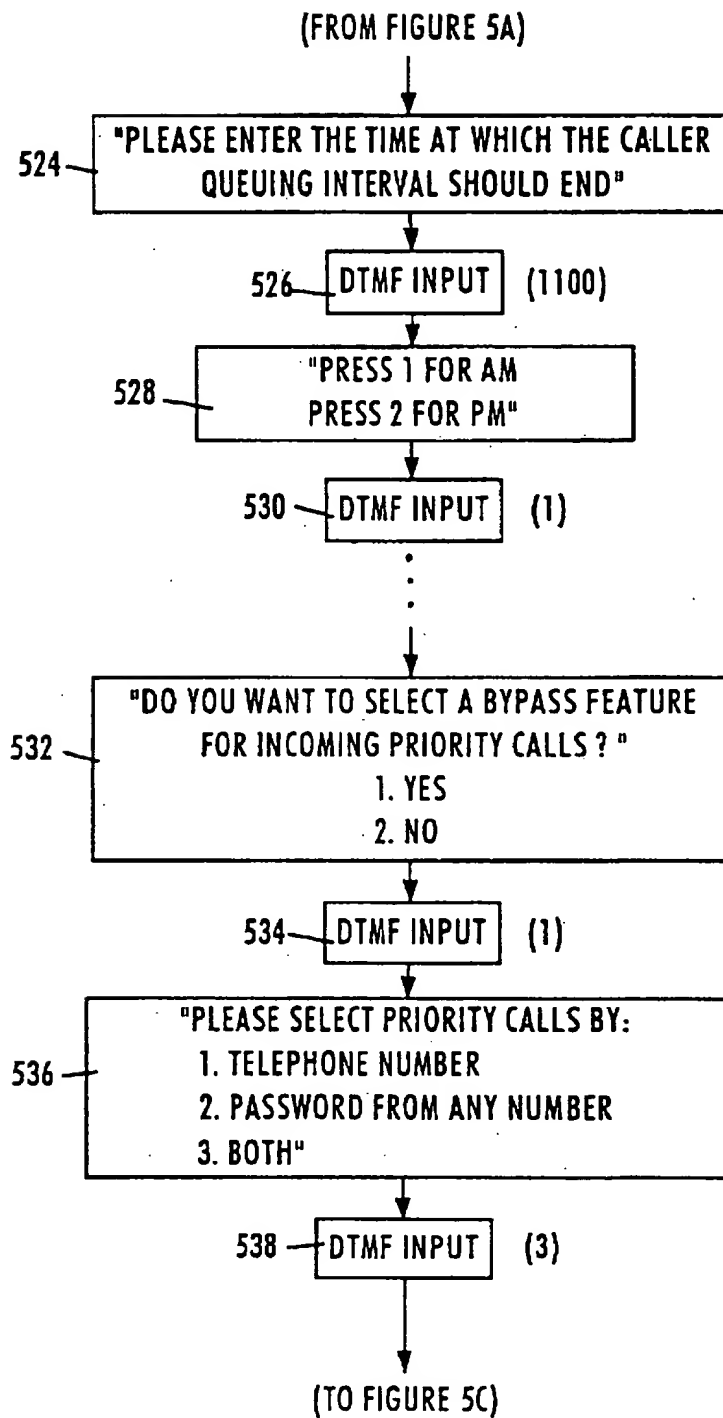 (FROM FIGURE 5A)
524
"PLEASE ENTER THE TIME AT WHICH THE CALLER
QUEUING INTERVAL SHOULD END"
526 DTMF INPUT (1100)
528
"PRESS 1 FOR AM
PRESS 2 FOR PM"
530 DTMF INPUT (1)
532
"DO YOU WANT TO SELECT A BYPASS FEATURE
FOR INCOMING PRIORITY CALLS ? "
1. YES
2. NO
534 DTMF INPUT (1)
536
"PLEASE SELECT PRIORITY CALLS BY:
1. TELEPHONE NUMBER
2. PASSWORD FROM ANY NUMBER
3. BOTH"
538 DTMF INPUT (3)
(TO FIGURE 5C)